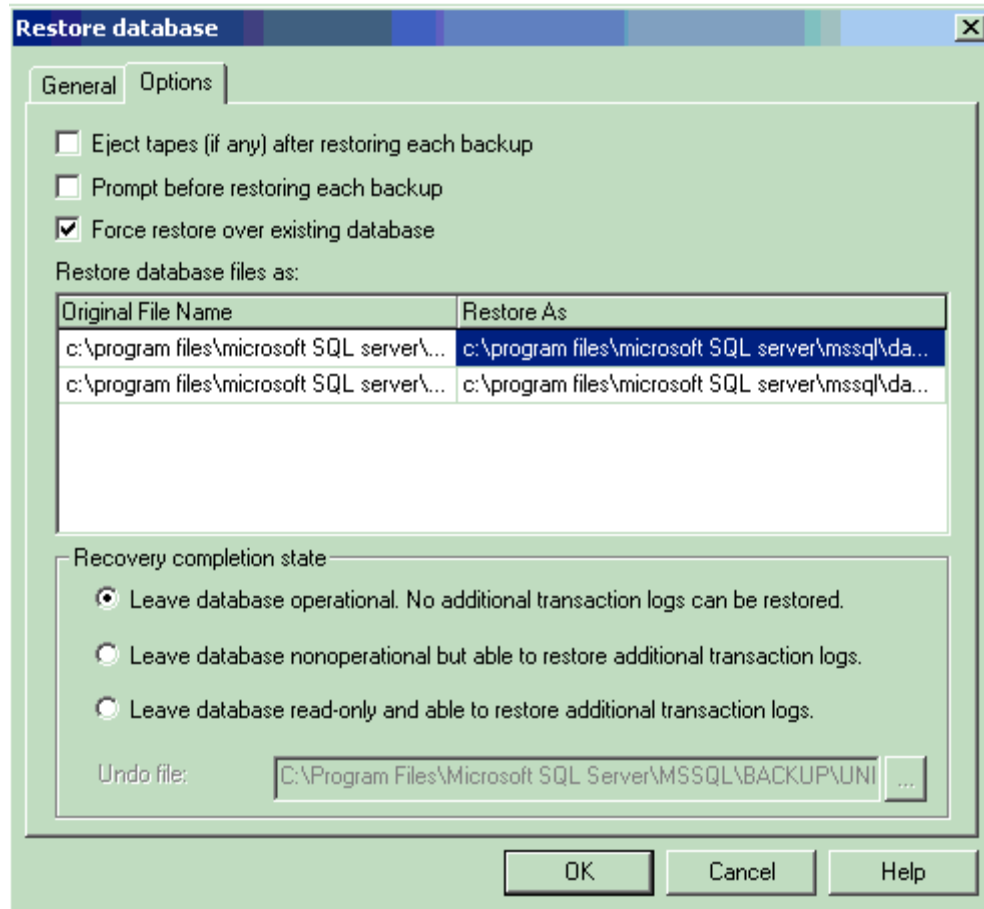 Restore database
General Options
Eject tapes (if any) after restoring each backup
Prompt before restoring each backup
Force restore over existing database
Restore database files as:
Original File Name Restore As
c:\program files\microsoft SQL server\... c:\program files\microsoft SQL server\mssql\da...
c:\program files\microsoft SQL server\... c:\program files\microsoft SQL server\mssql\da...
Recovery completion state
Leave database operational. No additional transaction logs can be restored.
Leave database nonoperational but able to restore additional transaction logs.
Leave database read-only and able to restore additional transaction logs.
Undo file: C:\Program Files\Microsoft SQL Server\MSSQL\BACKUP\UNI ...
OK Cancel Help